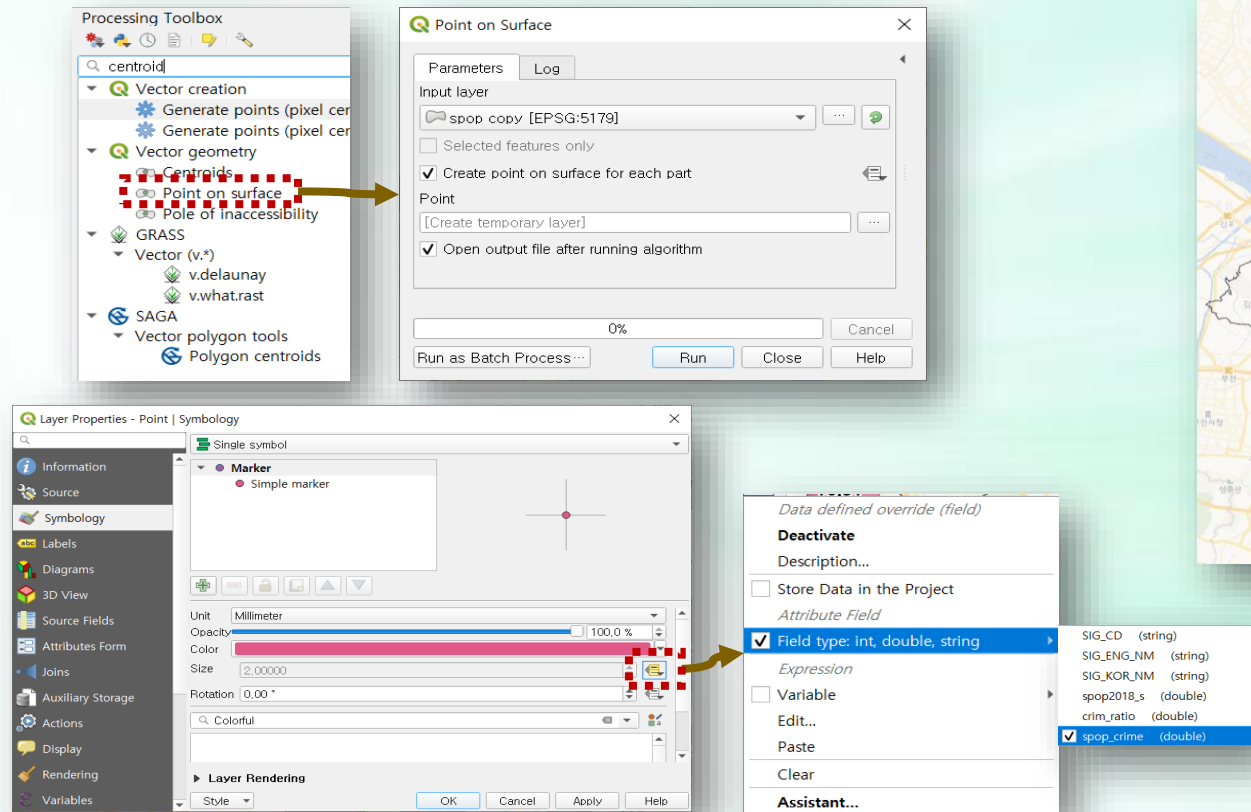 Processing Toolbox
centroid
Vector creation
Generate points (pixel cer
Generate points (pixel cer
Vector geometry
Centroids
Point on surface
Pole of inaccessibility
GRASS
Vector (v.*)
v.delaunay
v.what.rast
SAGA
Vector polygon tools
Polygon centroids
Point on Surface
Parameters
Log
Input layer
spop copy [EPSG:5179]
Selected features only
Create point on surface for each part
Point
[Create temporary layer]
Open output file after running algorithm
0%
Cancel
Run as Batch Process...
Run
Close
Help
Layer Properties - Point | Symbology
Information
Source
Symbology
abc Labels
Diagrams
3D View
Source Fields
Attributes Form
Joins
Auxiliary Storage
Actions
Display
Rendering
Variables
Single symbol
Marker
Simple marker
Unit Millimeter
Opacity 100,0 %
Color
Size 2,00000
Rotation 0,00 °
Colorful
Layer Rendering
Style
OK
Cancel
Apply
Help
Data defined override (field)
Deactivate
Description...
Store Data in the Project
Attribute Field
Field type: int, double, string
Expression
Variable
Edit...
Paste
Clear
Assistant...
SIG_CD (string)
SIG_ENG_NM (string)
SIG_KOR_NM (string)
spop2018_s (double)
crim_ratio (double)
spop_crime (double)
IC